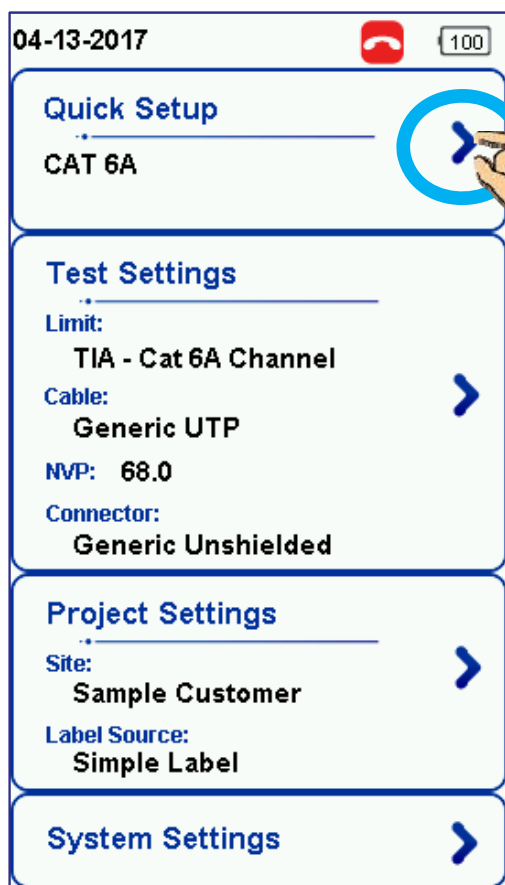 04-13-2017
100
Quick Setup
CAT 6A
Test Settings
Limit:
TIA - Cat 6A Channel
Cable:
Generic UTP
NVP: 68.0
Connector:
Generic Unshielded
Project Settings
Site:
Sample Customer
Label Source:
Simple Label
System Settings